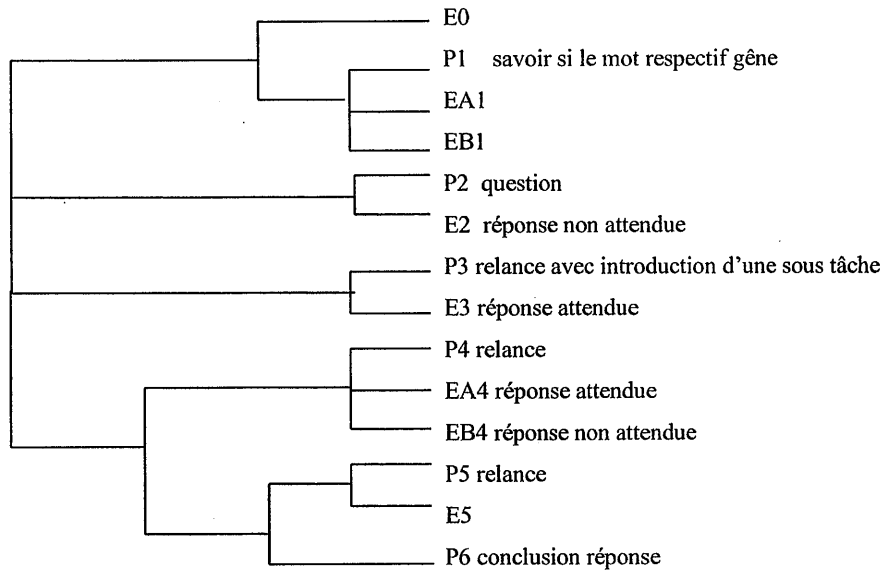 E0
P1 savoir si le mot respectif gêne
EA1
EB1
P2 question
E2 réponse non attendue
P3 relance avec introduction d'une sous tâche
E3 réponse attendue
P4 relance
EA4 réponse attendue
EB4 réponse non attendue
P5 relance
E5
P6 conclusion réponse